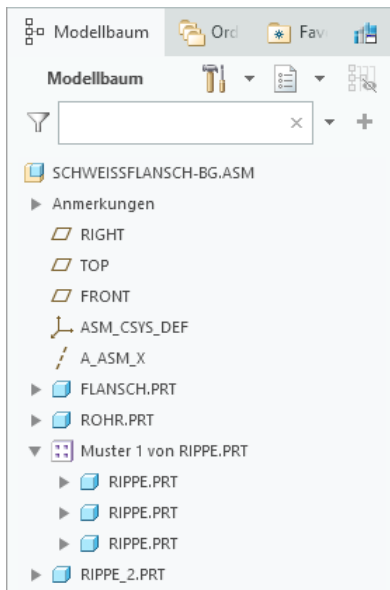 Modellbaum Ord Fav
Modellbaum
SCHWEISSFLANSCH-BG.ASM
Anmerkungen
RIGHT
TOP
FRONT
ASM_CSYS_DEF
A_ASM_X
FLANSCH.PRT
ROHR.PRT
Muster 1 von RIPPE.PRT
RIPPE.PRT
RIPPE.PRT
RIPPE.PRT
RIPPE_2.PRT